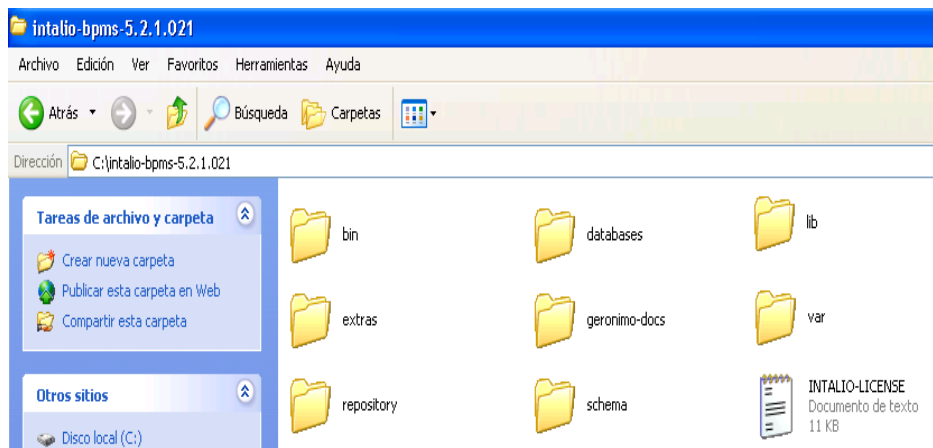 intalio-bpms-5.2.1.021
Archivo Edición Ver Favoritos Herramientas Ayuda
Atrás Búsqueda Carpetas
Dirección C:\intalio-bpms-5.2.1.021
Tareas de archivo y carpeta
Crear nueva carpeta
Publicar esta carpeta en Web
Compartir esta carpeta
Otros sitios
Disco local (C:)
bin databases lib
extras geronimo-docs var
repository schema INTALIO-LICENSE
Documento de texto
11 KB